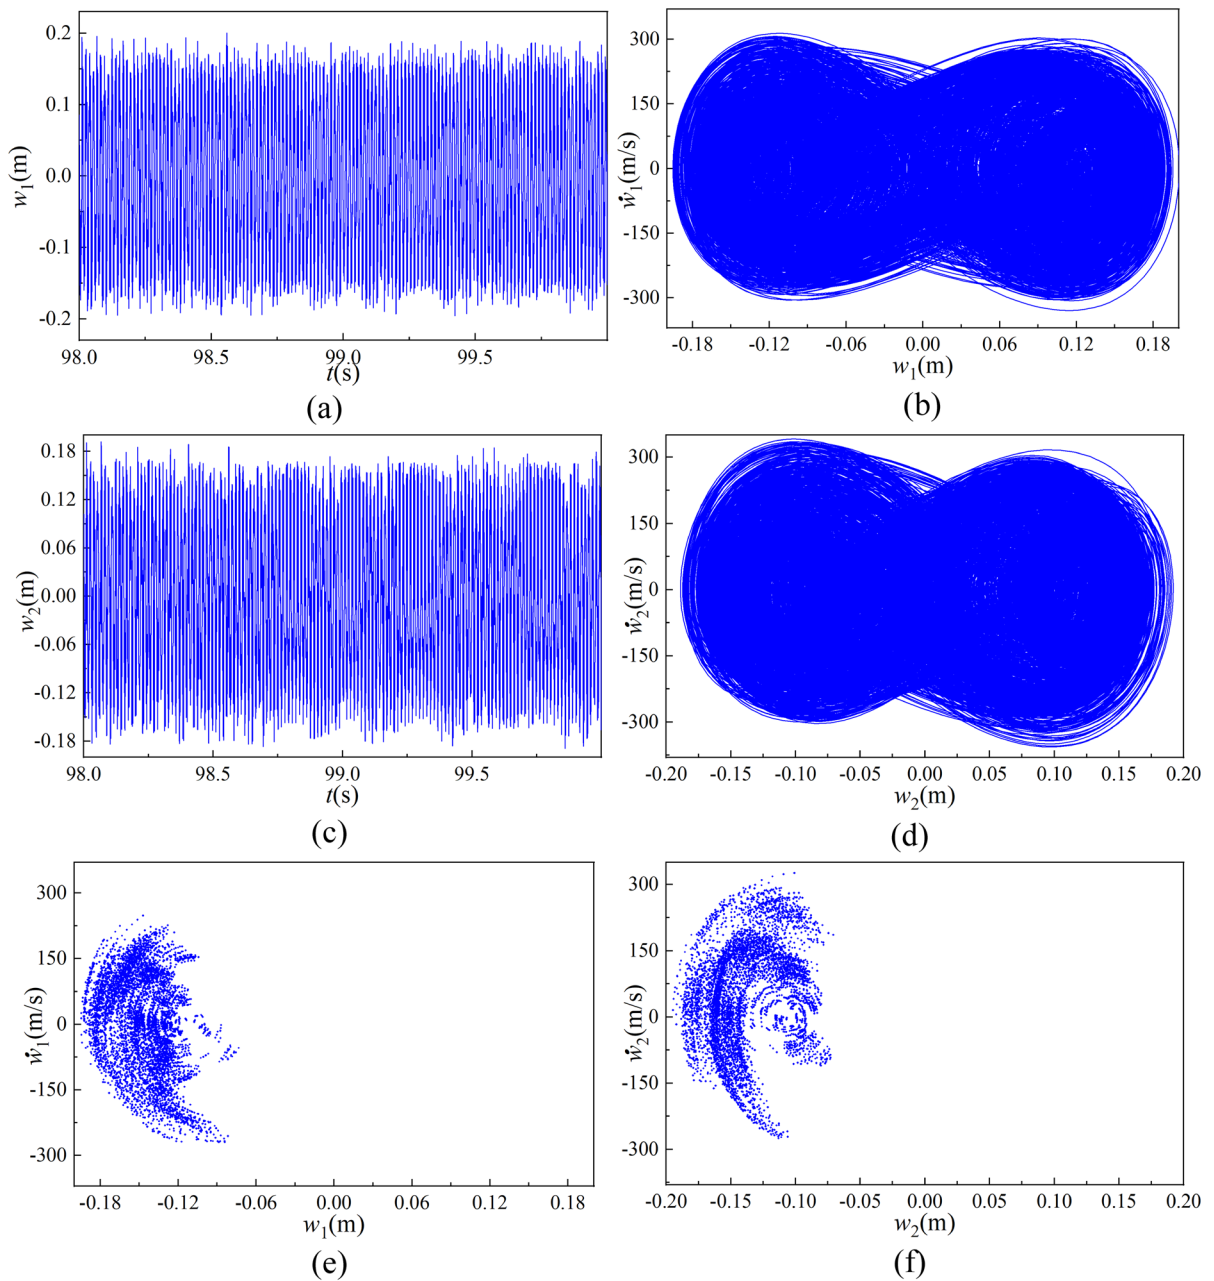 0.2
0.1
0.0
-0.1
-0.2
w1(m)
98.0 98.5 99.0 99.5
t(s)
(a)
300
150
0
-150
-300
ẇ1(m/s)
-0.18 -0.12 -0.06 0.00 0.06 0.12 0.18
w1(m)
(b)
0.18
0.12
0.06
0.00
-0.06
-0.12
-0.18
w2(m)
98.0 98.5 99.0 99.5
t(s)
(c)
300
150
0
-150
-300
ẇ2(m/s)
-0.20 -0.15 -0.10 -0.05 0.00 0.05 0.10 0.15 0.20
w2(m)
(d)
300
150
0
-150
-300
ẇ1(m/s)
-0.18 -0.12 -0.06 0.00 0.06 0.12 0.18
w1(m)
(e)
300
150
0
-150
-300
ẇ2(m/s)
-0.20 -0.15 -0.10 -0.05 0.00 0.05 0.10 0.15 0.20
w2(m)
(f)